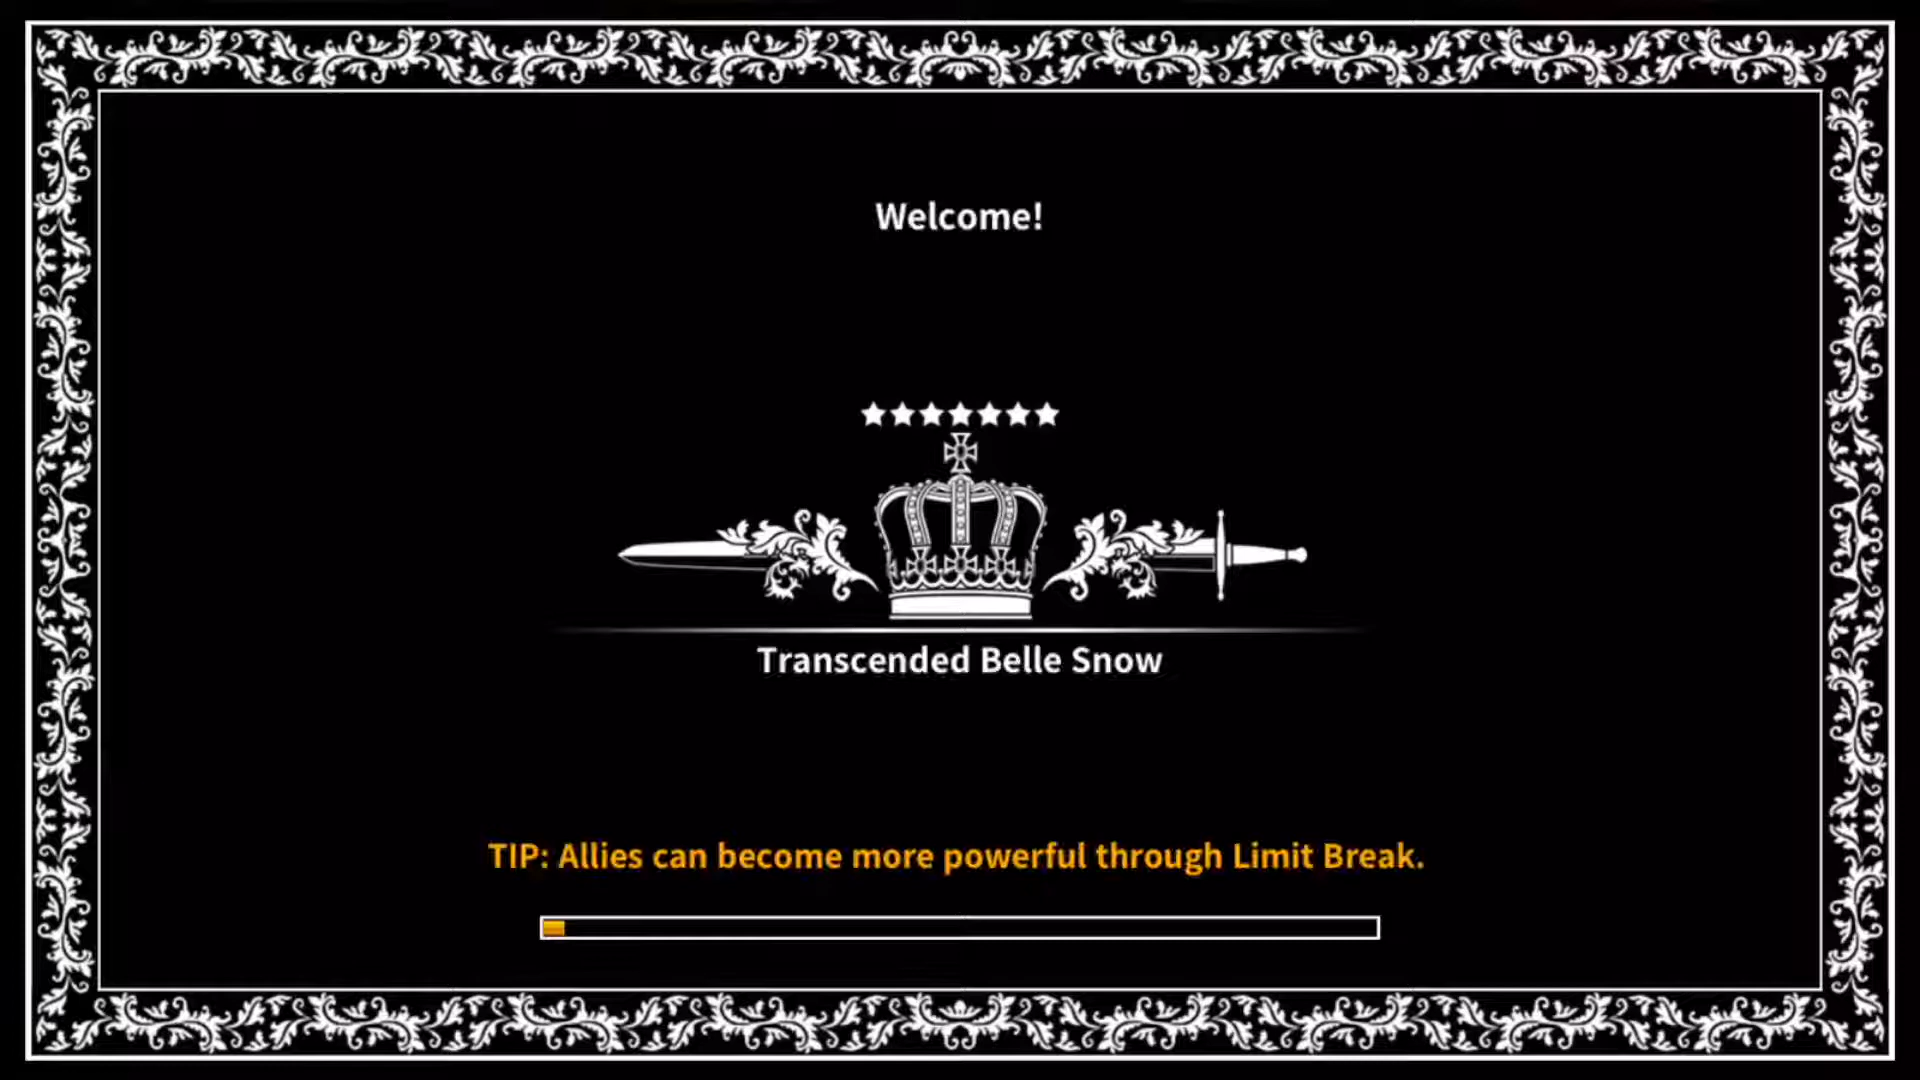 Welcome!
Transcended Belle Snow
TIP: Allies can become more powerful through Limit Break.